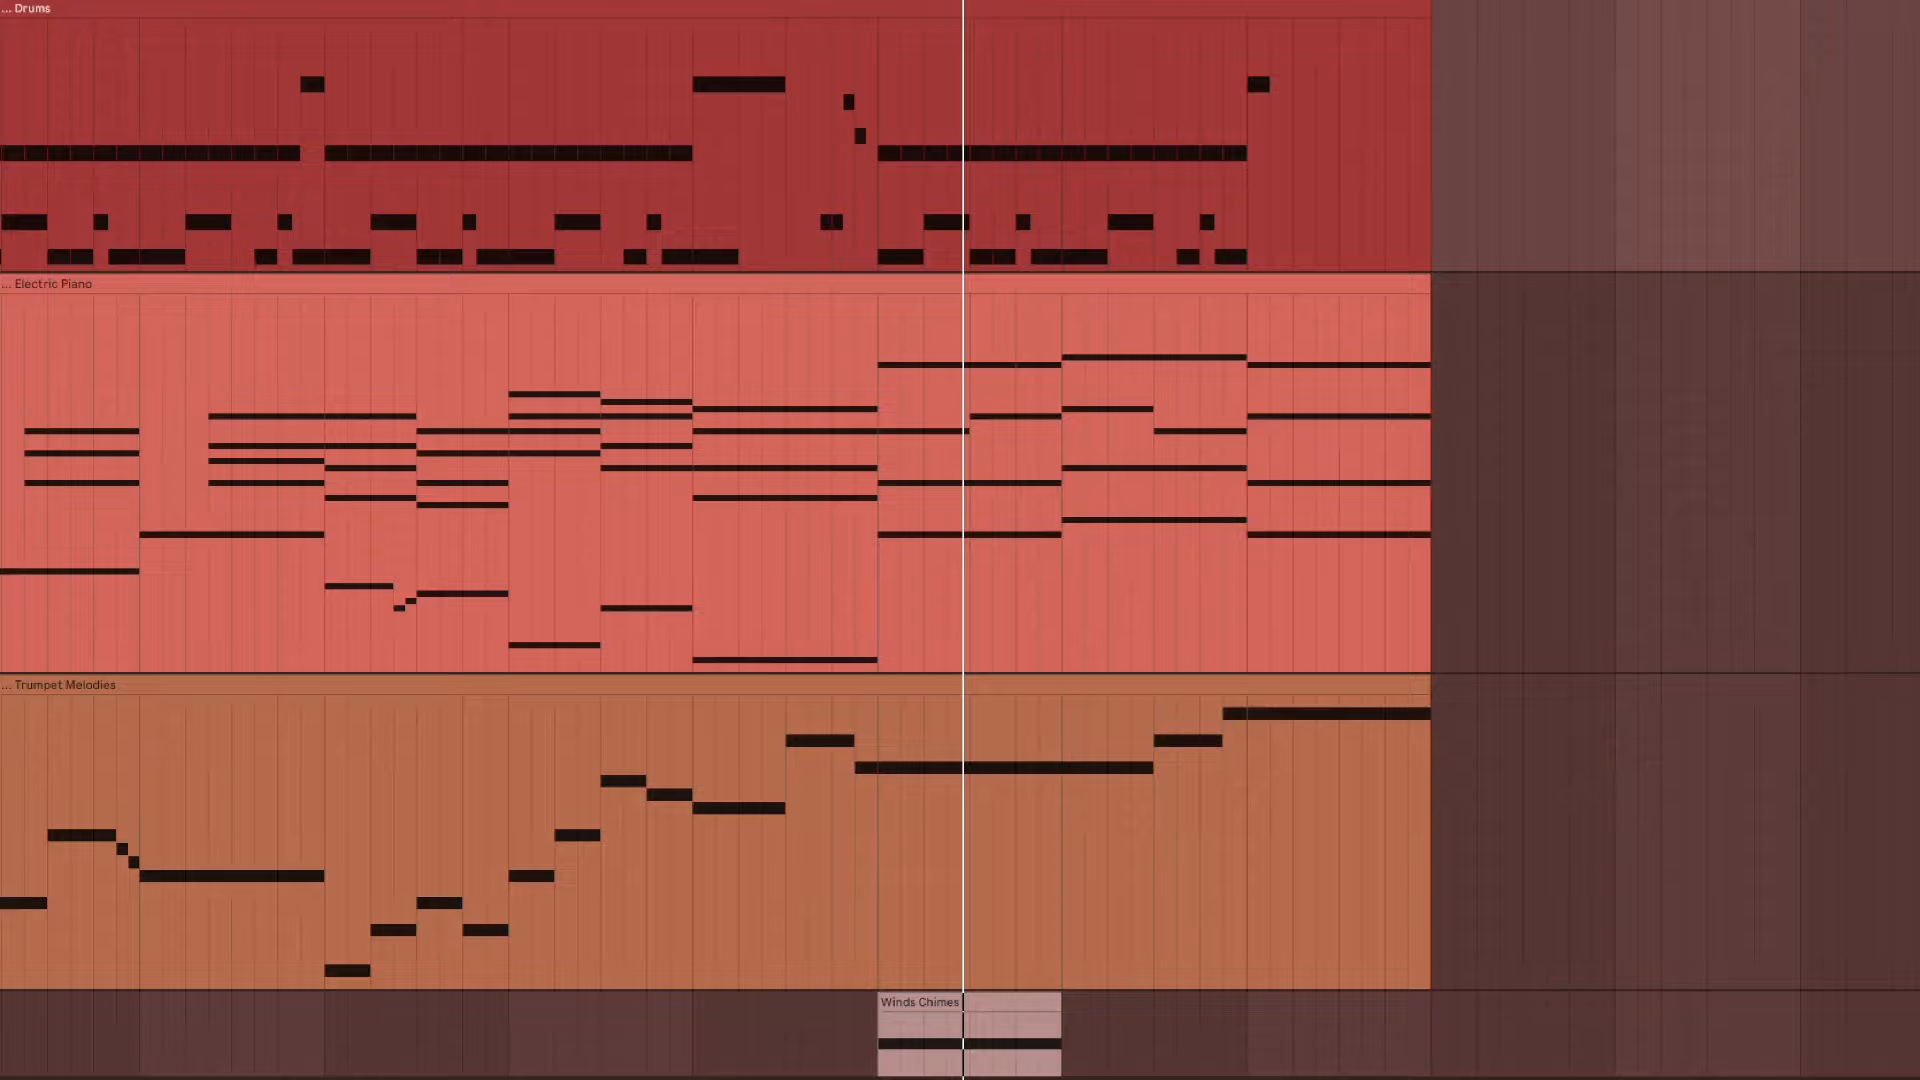 ... Drums
... Electric Piano
... Trumpet Melodies
Winds Chimes